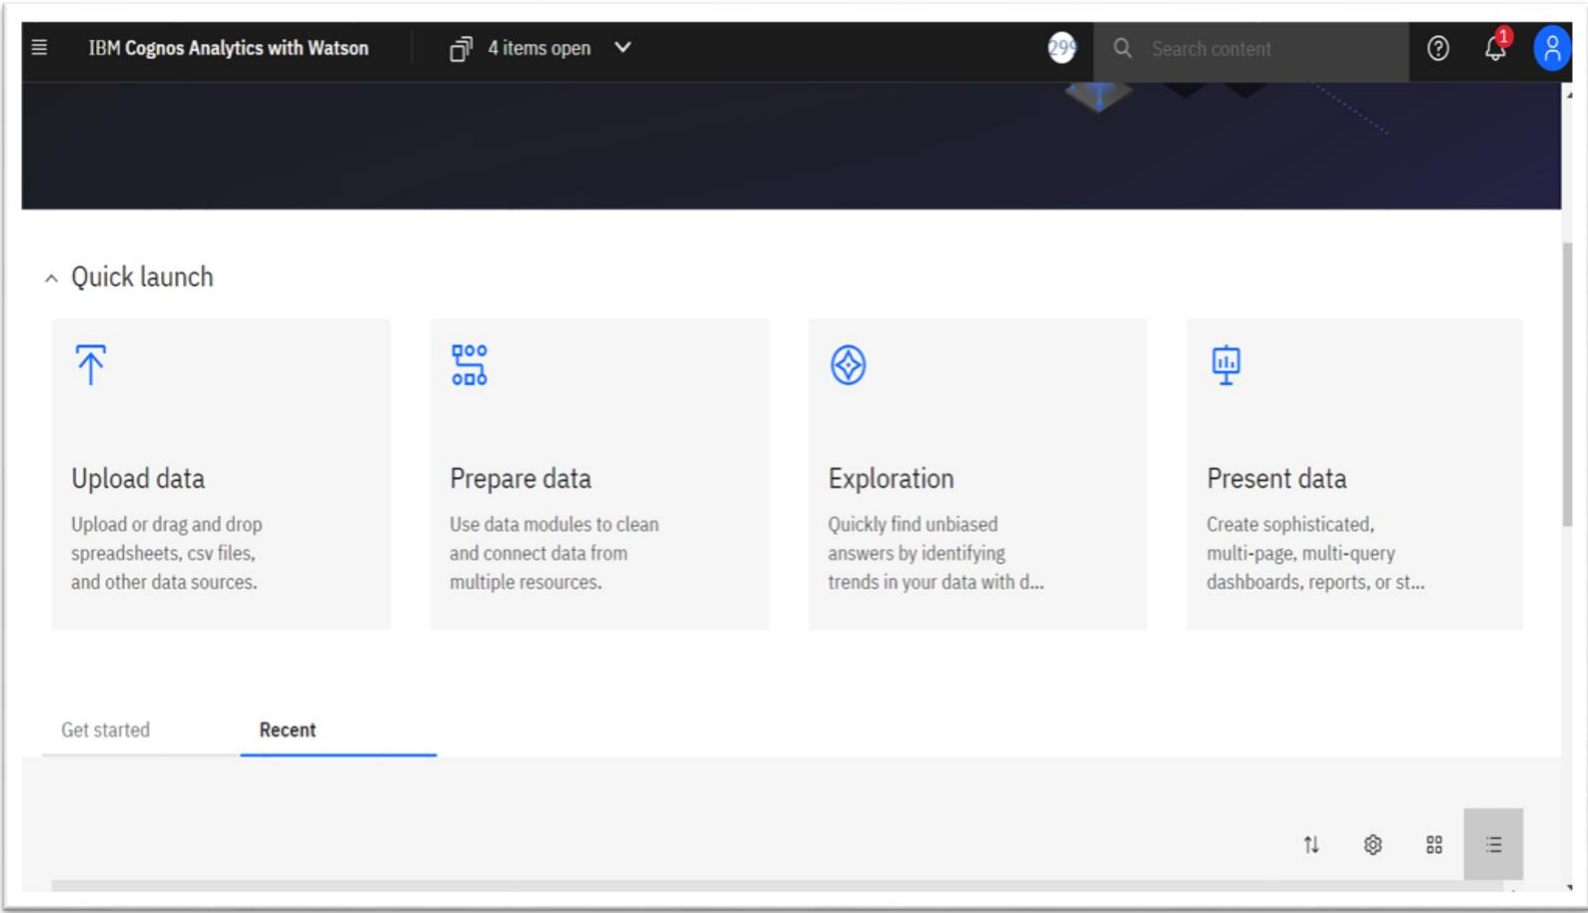 IBM Cognos Analytics with Watson
4 items open
299
Search content
1
Quick launch
Upload data
Upload or drag and drop
spreadsheets, csv files,
and other data sources.
Prepare data
Use data modules to clean
and connect data from
multiple resources.
Exploration
Quickly find unbiased
answers by identifying
trends in your data with d...
Present data
Create sophisticated,
multi-page, multi-query
dashboards, reports, or st...
Get started
Recent